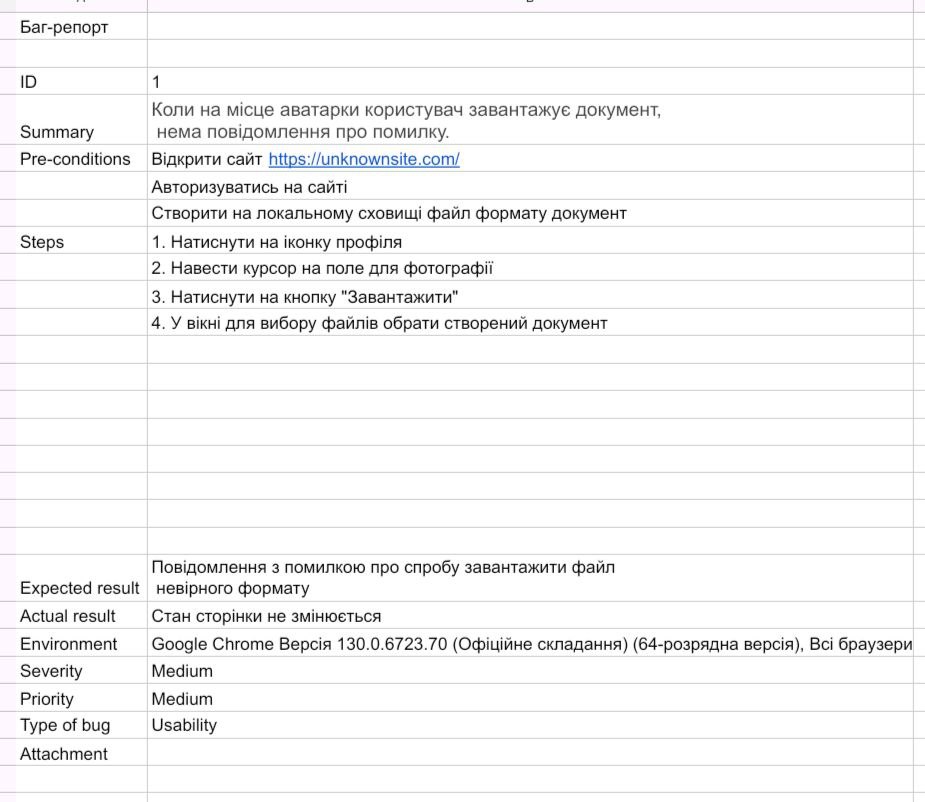 Баг-репорт
ID 1
Коли на місце аватарки користувач завантажує документ,
Summary нема повідомлення про помилку.
Pre-conditions Відкрити сайт https://unknownsite.com/
Авторизуватись на сайті
Створити на локальному сховищі файл формату документ
Steps 1. Натиснути на іконку профіля
2. Навести курсор на поле для фотографії
3. Натиснути на кнопку "Завантажити"
4. У вікні для вибору файлів обрати створений документ
Повідомлення з помилкою про спробу завантажити файл
Expected result невірного формату
Actual result Стан сторінки не змінюється
Environment Google Chrome Версія 130.0.6723.70 (Офіційне складання) (64-розрядна версія), Всі браузери
Severity Medium
Priority Medium
Type of bug Usability
Attachment